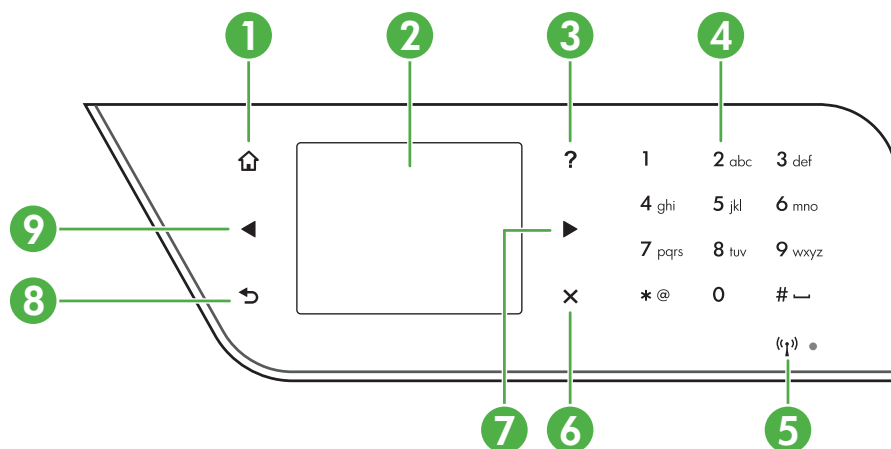 1 2 3 4
? 1 2 abc 3 def
4 ghi 5 jkl 6 mno
9
7 pqrs 8 tuv 9 wxyz
8 * @ 0 #
7 6 5